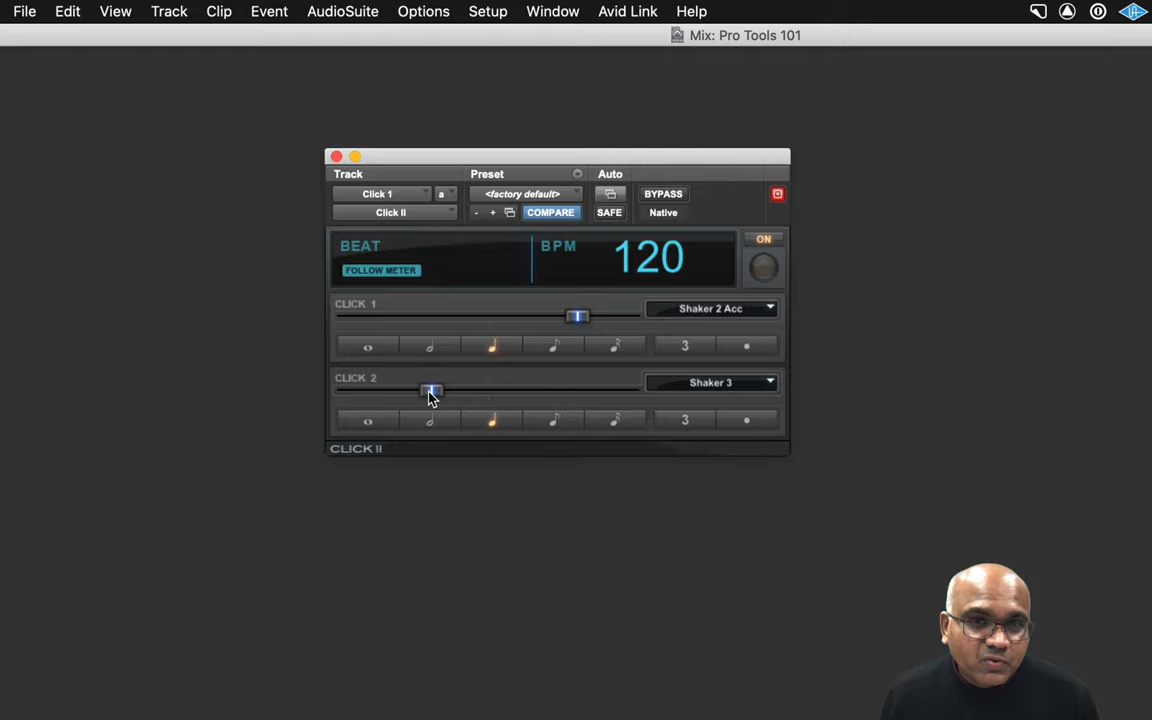 File Edit View Track Clip Event AudioSuite Options Setup Window Avid Link Help
Mix: Pro Tools 101
Track Preset Auto
Click 1 a <factory default> BYPASS
Click II - + COMPARE SAFE Native
BEAT BPM 120 ON
FOLLOW METER
CLICK 1 Shaker 2 Acc
3
CLICK 2 Shaker 3
3
CLICK II